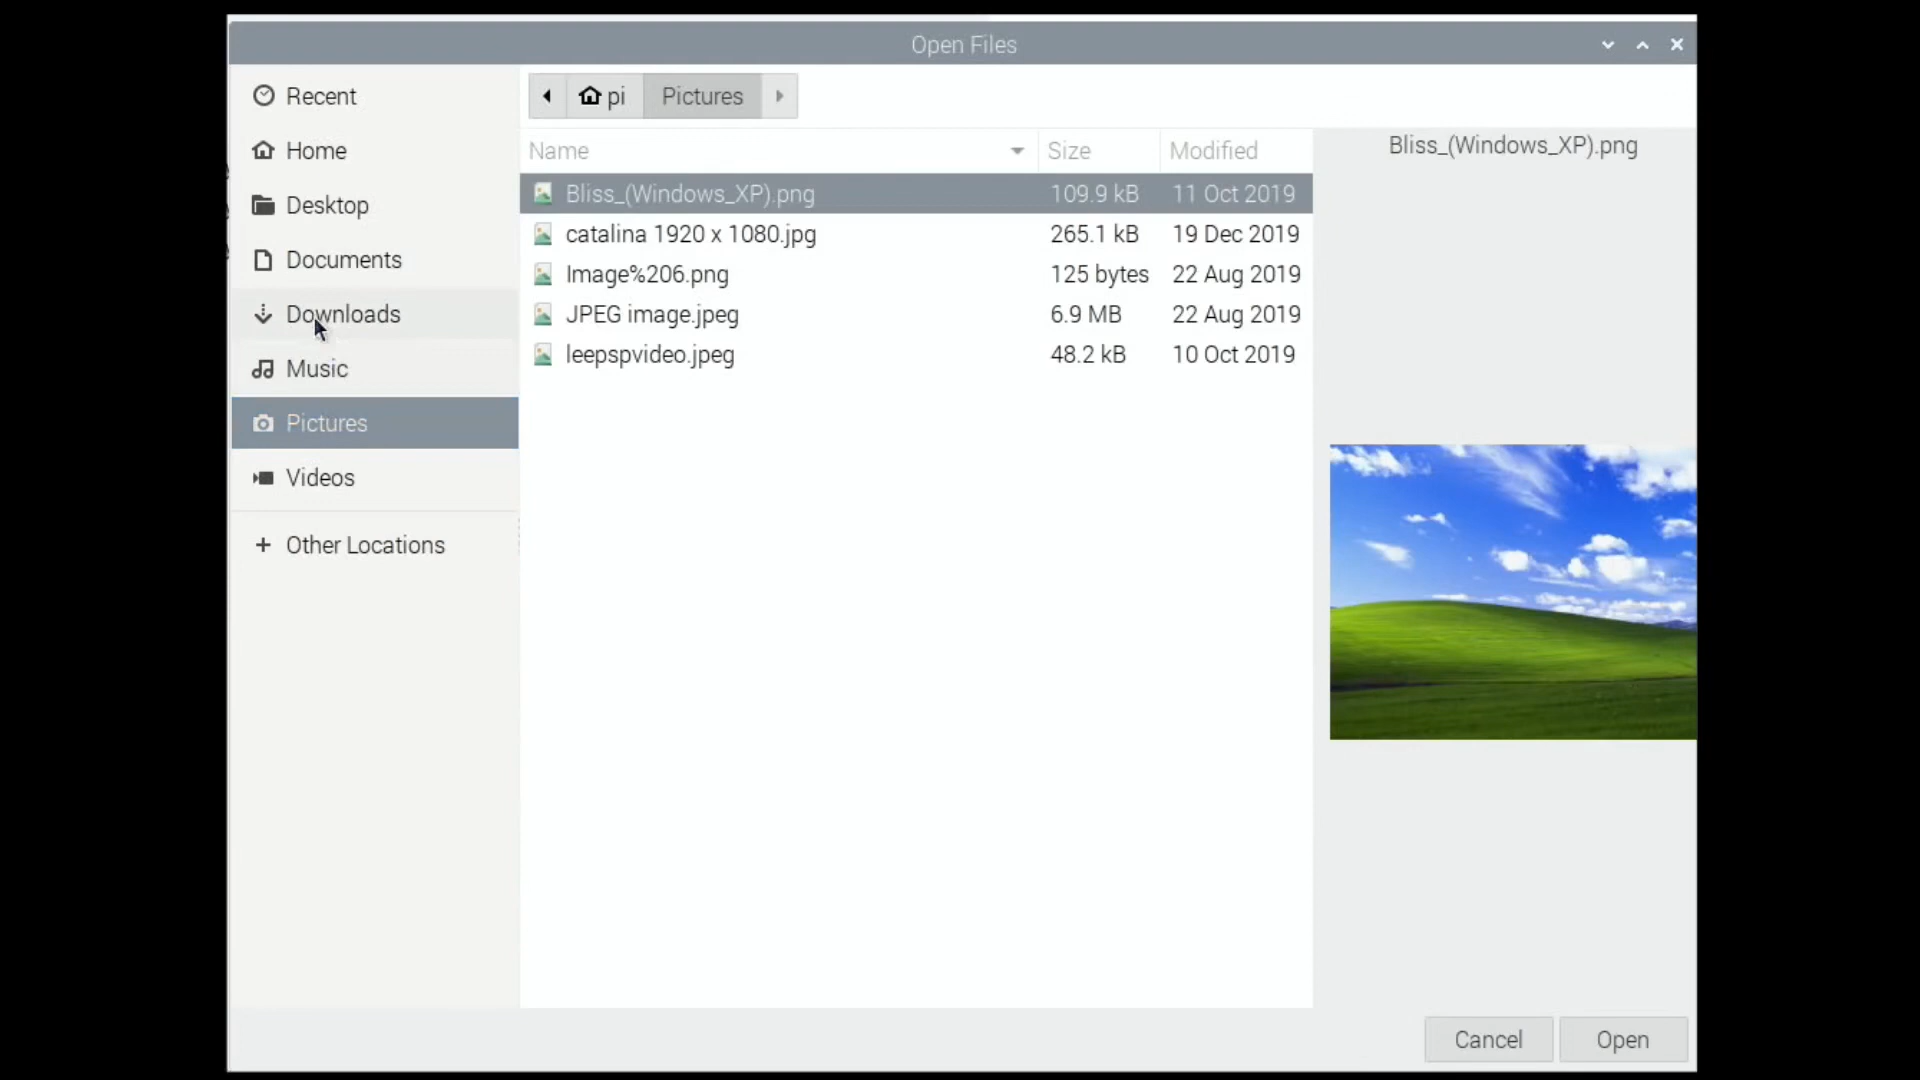 Open Files
Recent
Home
Desktop
Documents
Downloads
Music
Pictures
Videos
Other Locations
pi Pictures
Name Size Modified
Bliss_(Windows_XP).png 109.9 kB 11 Oct 2019
catalina 1920 x 1080.jpg 265.1 kB 19 Dec 2019
Image%206.png 125 bytes 22 Aug 2019
JPEG image.jpeg 6.9 MB 22 Aug 2019
leepspvideo.jpeg 48.2 kB 10 Oct 2019
Bliss_(Windows_XP).png
Cancel Open